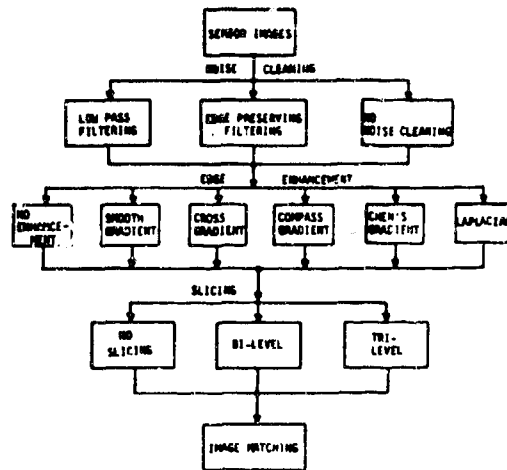 SENSOR IMAGES
NOISE CLEANING
LOW PASS
FILTERING
EDGE PRESERVING
FILTERING
NO
NOISE CLEANING
EDGE ENHANCEMENT
NO
ENHANCE-
MENT
SMOOTH
GRADIENT
CROSS
GRADIENT
COMPASS
GRADIENT
CHEN'S
GRADIENT
LAPLACIAN
SLICING
NO
SLICING
BI-LEVEL
TRI-
LEVEL
IMAGE MATCHING